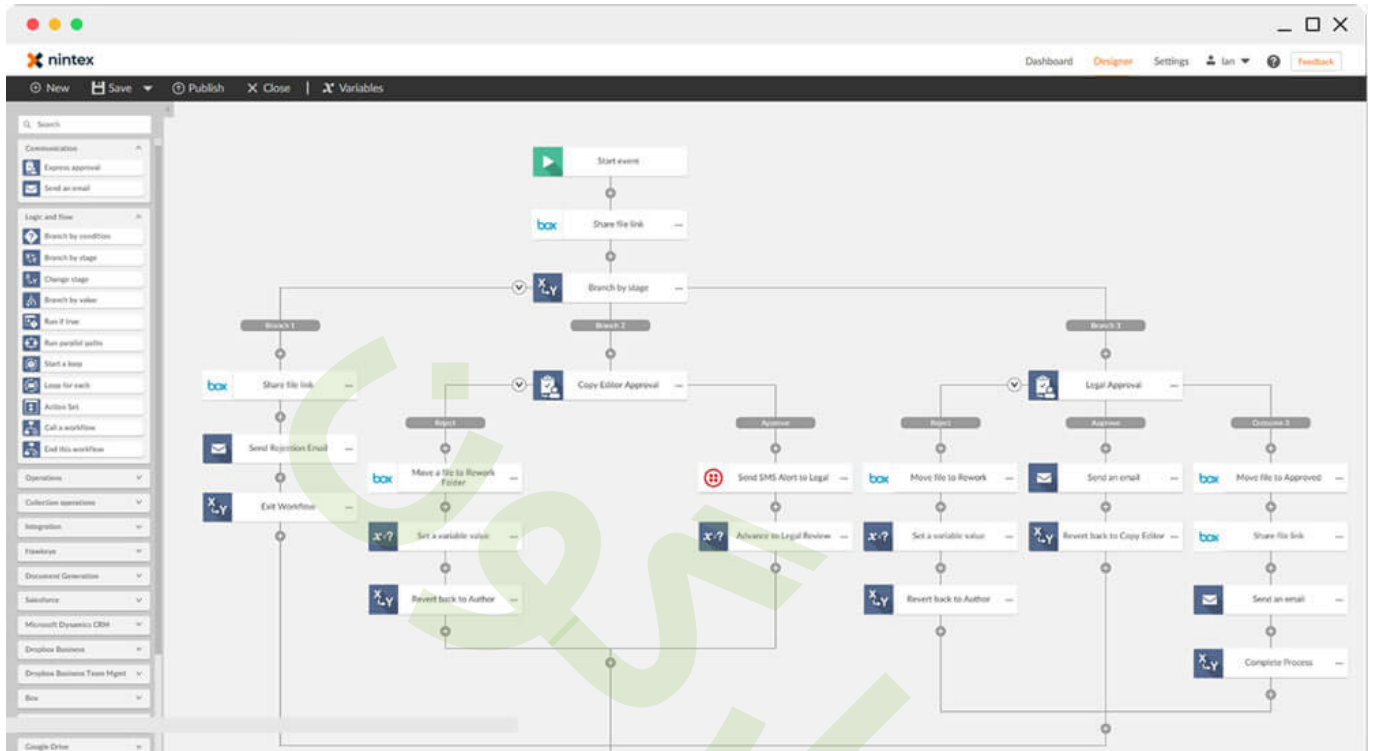 nintex
Dashboard Designer Settings Ian Feedback
New Save Publish Close | Variables
Search
Communication
Express approval
Send an email
Logic and flow
Branch by condition
Branch by stage
Change stage
Branch by value
Run if true
Run parallel paths
Start a loop
Loop for each
Action Set
Call a workflow
End this workflow
Operations
Collection operations
Integration
Hawkeye
Document Generation
Salesforce
Microsoft Dynamics CRM
Dropbox Business
Dropbox Business Team Mgmt
Box
Google Drive
Start event
box Share file link
X Y Branch by stage
Branch 1 Branch 2 Branch 3
box Share file link
Copy Editor Approval
Legal Approval
Reject Approve Reject Approve Outcome 3
Send Rejection Email
box Move a file to Rework
Folder
Send SMS Alert to Legal
box Move file to Rework
Send an email
box Move file to Approved
X Y Exit Workflow
x=? Set a variable value
x=? Advance to Legal Review
x=? Set a variable value
X Y Revert back to Copy Editor
box Share file link
X Y Revert back to Author
X Y Revert back to Author
Send an email
X Y Complete Process